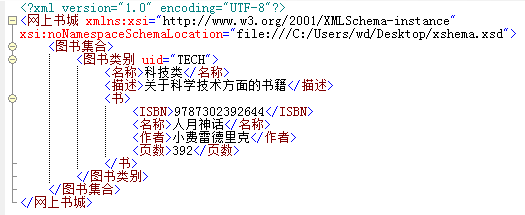 <?xml version="1.0" encoding="UTF-8"?>
<网上书城 xmlns:xsi="http://www.w3.org/2001/XMLSchema-instance"
xsi:noNamespaceSchemaLocation="file:///C:/Users/wd/Desktop/xshema.xsd">
<图书集合>
<图书类别 uid="TECH">
<名称>科技类</名称>
<描述>关于科学技术方面的书籍</描述>
<书>
<ISBN>9787302392644</ISBN>
<名称>人月神话</名称>
<作者>小费雷德里克</作者>
<页数>392</页数>
</书>
</图书类别>
</图书集合>
</网上书城>